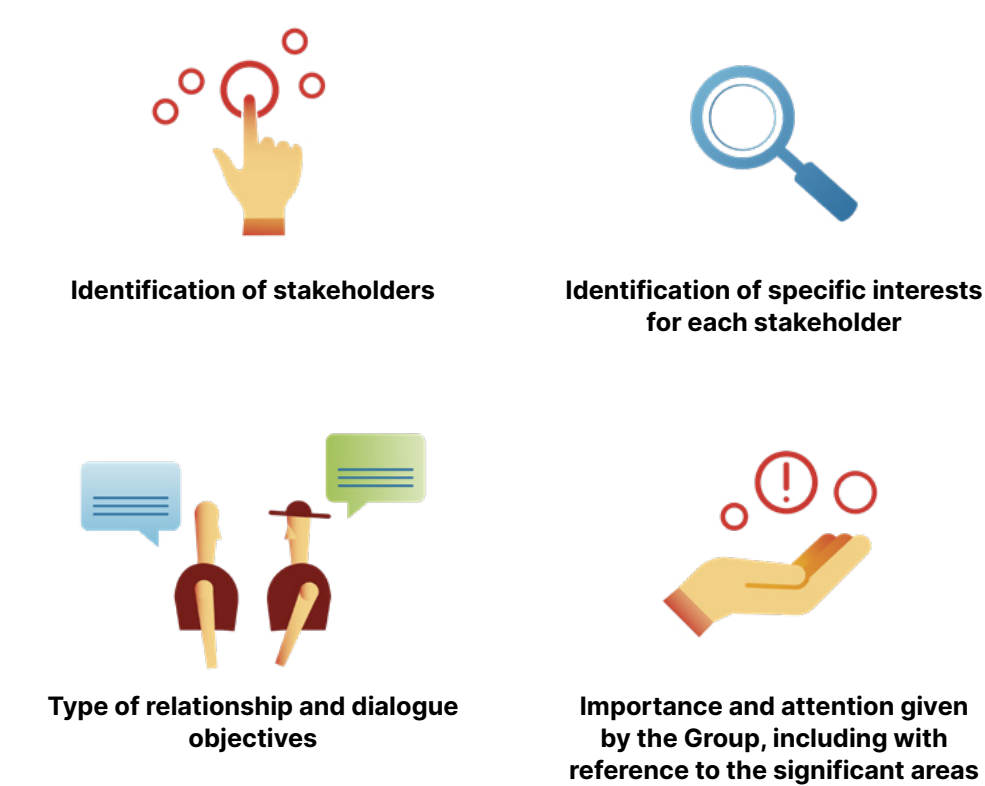 Identification of stakeholders
Identification of specific interests
for each stakeholder
Type of relationship and dialogue
objectives
Importance and attention given
by the Group, including with
reference to the significant areas